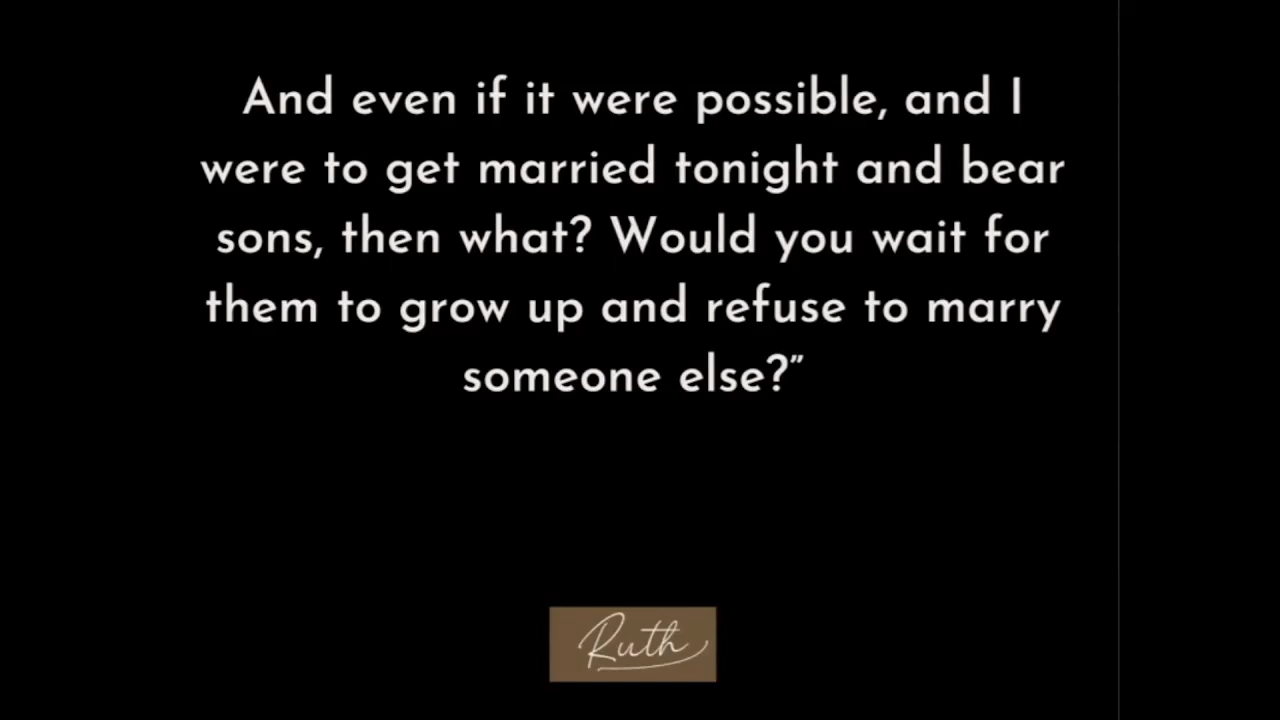 And even if it were possible, and I
were to get married tonight and bear
sons, then what? Would you wait for
them to grow up and refuse to marry
someone else?”
Ruth